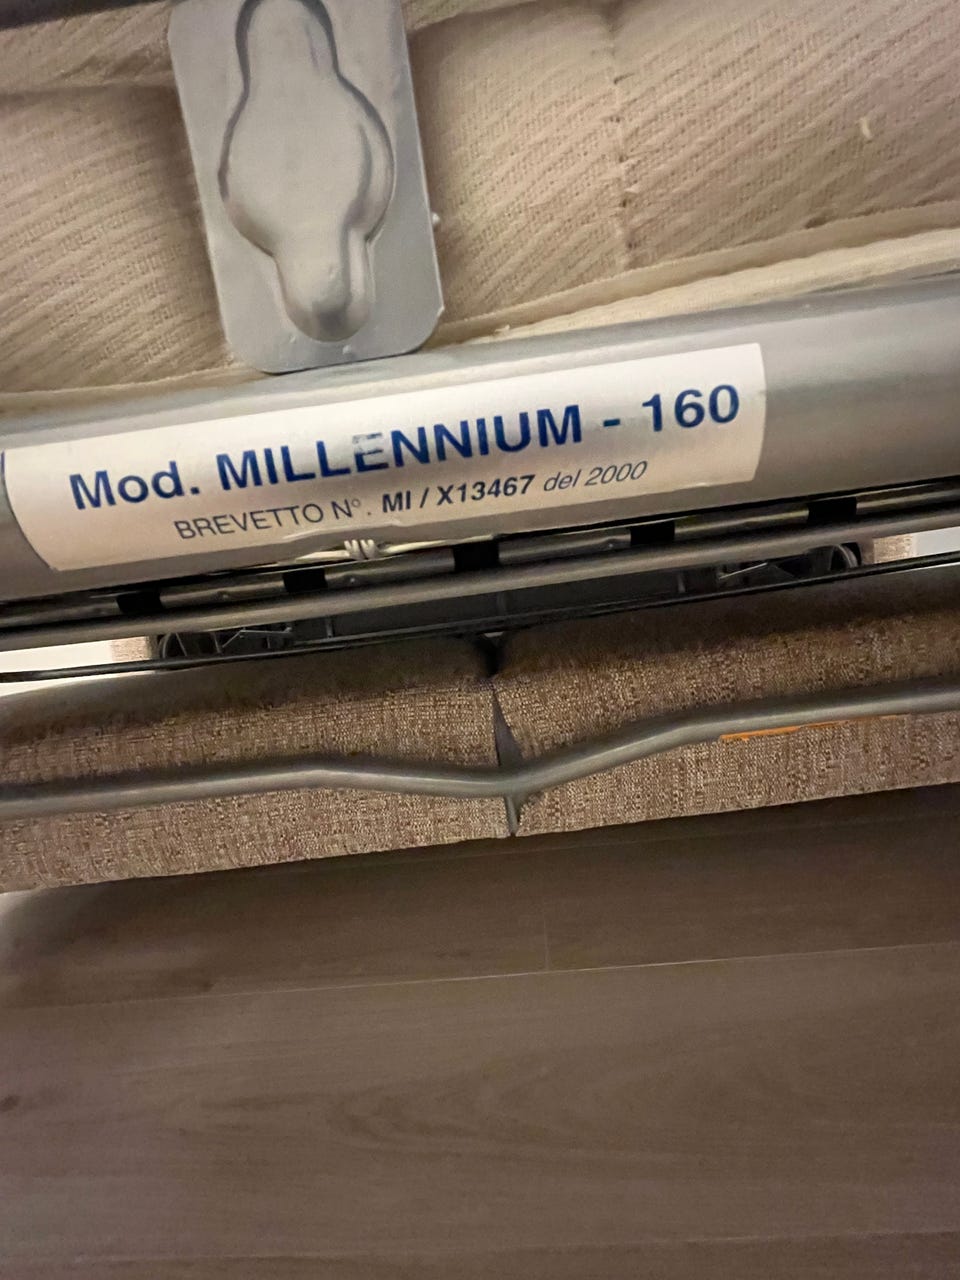 Mod. MILLENNIUM - 160
BREVETTO N°. MI / X13467 del 2000